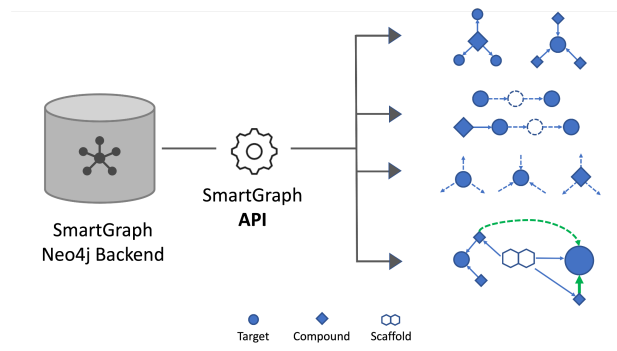 SmartGraph
API
SmartGraph
Neo4j Backend
Target
Compound
Scaffold